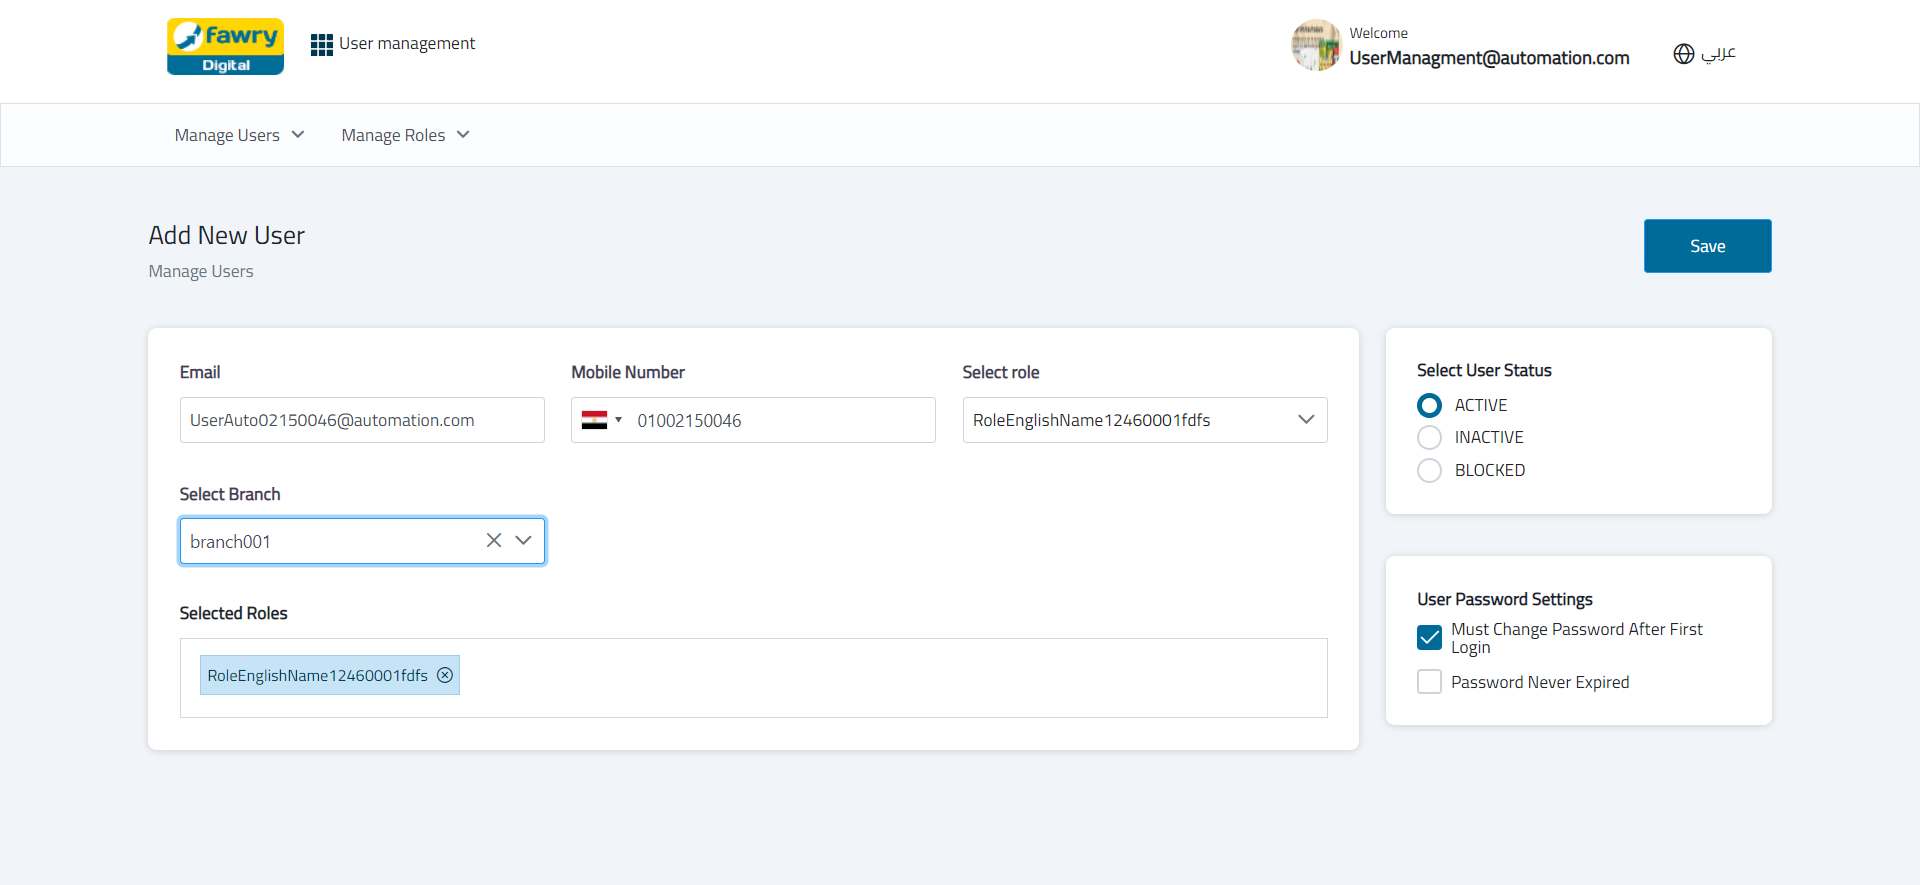 fawry
Digital
User management
Welcome
UserManagment@automation.com
عربي
Manage Users
Manage Roles
Add New User
Manage Users
Save
Email
Mobile Number
Select role
UserAuto02150046@automation.com
01002150046
RoleEnglishName12460001fdfs
Select Branch
branch001
Selected Roles
RoleEnglishName12460001fdfs
Select User Status
ACTIVE
INACTIVE
BLOCKED
User Password Settings
Must Change Password After First
Login
Password Never Expired